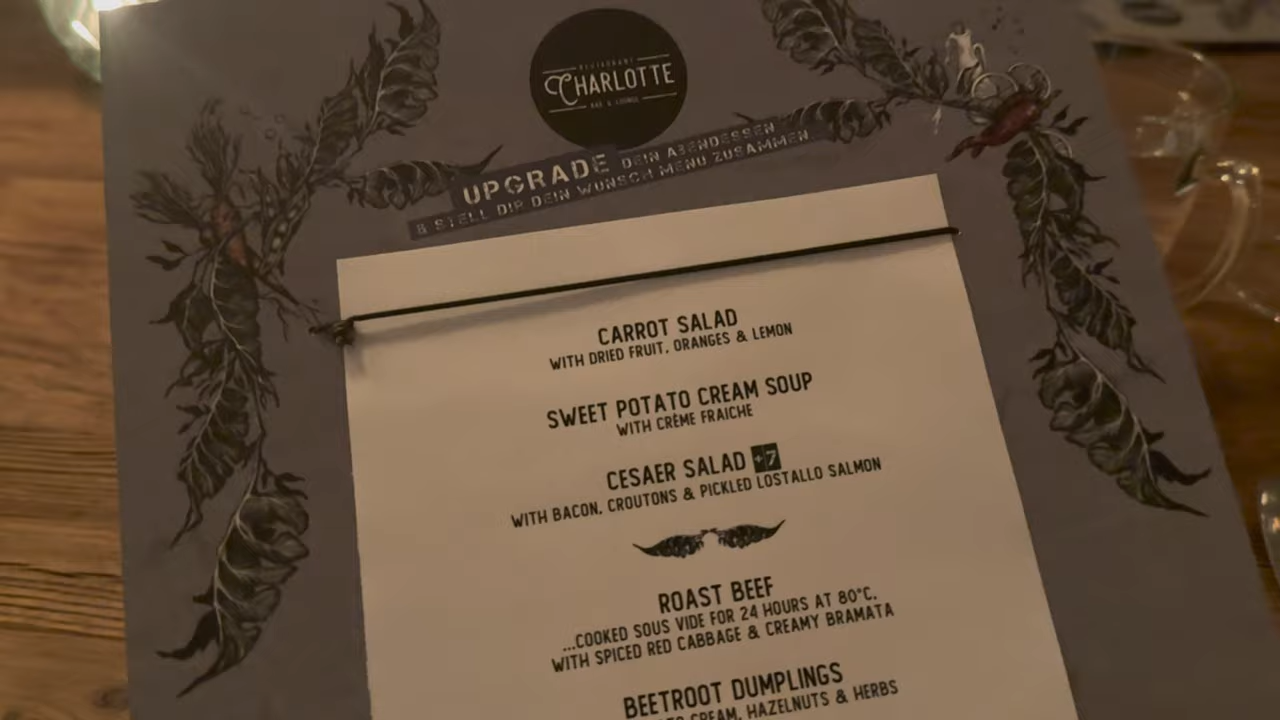 RESTAURANT
CHARLOTTE
BAR & LOUNGE
UPGRADE DEIN ABENDESSEN
& STELL DIR DEIN WUNSCH MENÜ ZUSAMMEN
CARROT SALAD
WITH DRIED FRUIT, ORANGES & LEMON
SWEET POTATO CREAM SOUP
WITH CRÈME FRAICHE
CESAER SALAD +7
WITH BACON, CROUTONS & PICKLED LOSTALLO SALMON
ROAST BEEF
...COOKED SOUS VIDE FOR 24 HOURS AT 80°C.
WITH SPICED RED CABBAGE & CREAMY BRAMATA
BEETROOT DUMPLINGS
CREAM, HAZELNUTS & HERBS